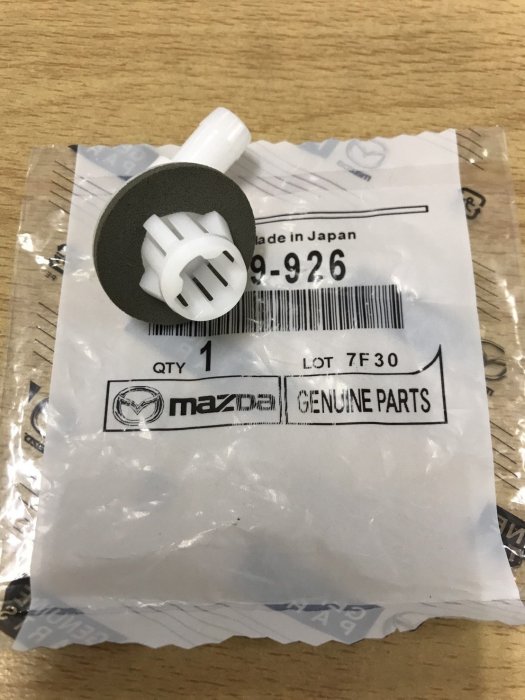 ade in Japan
9-926
QTY 1 LOT 7F30
mazda GENUINE PARTS